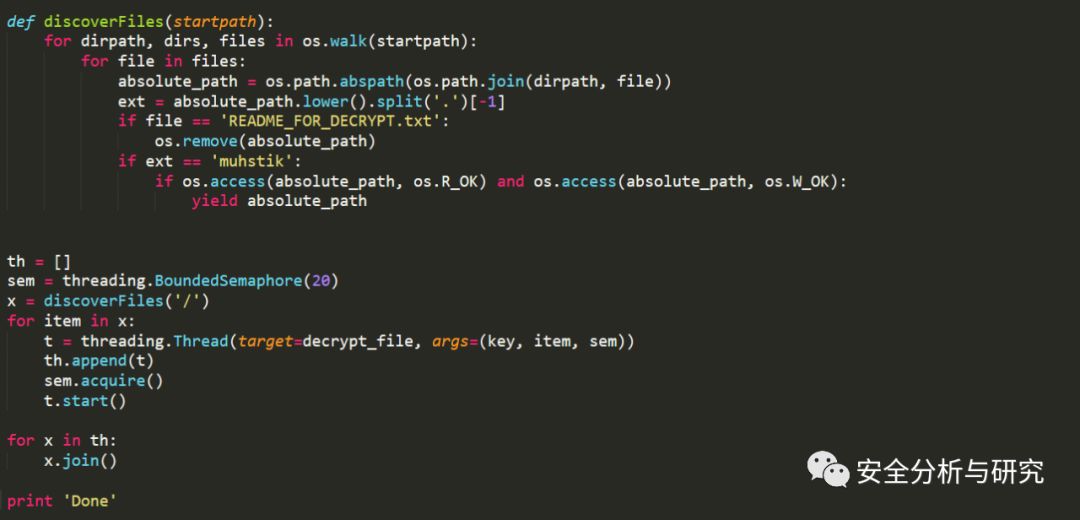 def discoverFiles(startpath):
    for dirpath, dirs, files in os.walk(startpath):
        for file in files:
            absolute_path = os.path.abspath(os.path.join(dirpath, file))
            ext = absolute_path.lower().split('.')[-1]
            if file == 'README_FOR_DECRYPT.txt':
                os.remove(absolute_path)
            if ext == 'muhstik':
                if os.access(absolute_path, os.R_OK) and os.access(absolute_path, os.W_OK):
                    yield absolute_path
th = []
sem = threading.BoundedSemaphore(20)
x = discoverFiles('/')
for item in x:
    t = threading.Thread(target=decrypt_file, args=(key, item, sem))
    th.append(t)
    sem.acquire()
    t.start()
for x in th:
    x.join()
print 'Done'
安全分析与研究